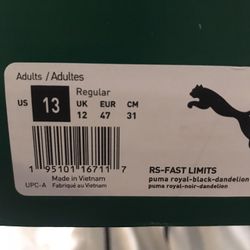 Adults / Adultes
Regular
US 13 UK EUR CM
12 47 31
1 95101 16711 7
Made in Vietnam
UPC-A Fabriqué au Vietnam
RS-FAST LIMITS
puma royal-black-dandelion
puma royal-noir-dandelion